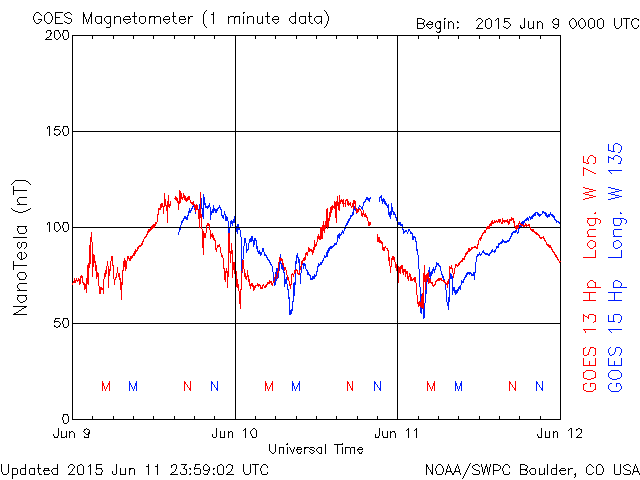 GOES Magnetometer (1 minute data)
Begin: 2015 Jun 9 0000 UTC
200
150
100
50
0
NanoTesla (nT)
M M N N M M N N M M N N
Jun 9 Jun 10 Jun 11 Jun 12
Universal Time
GOES 13 Hp Long. W 75
GOES 15 Hp Long. W 135
Updated 2015 Jun 11 23:59:02 UTC
NOAA/SWPC Boulder, CO USA